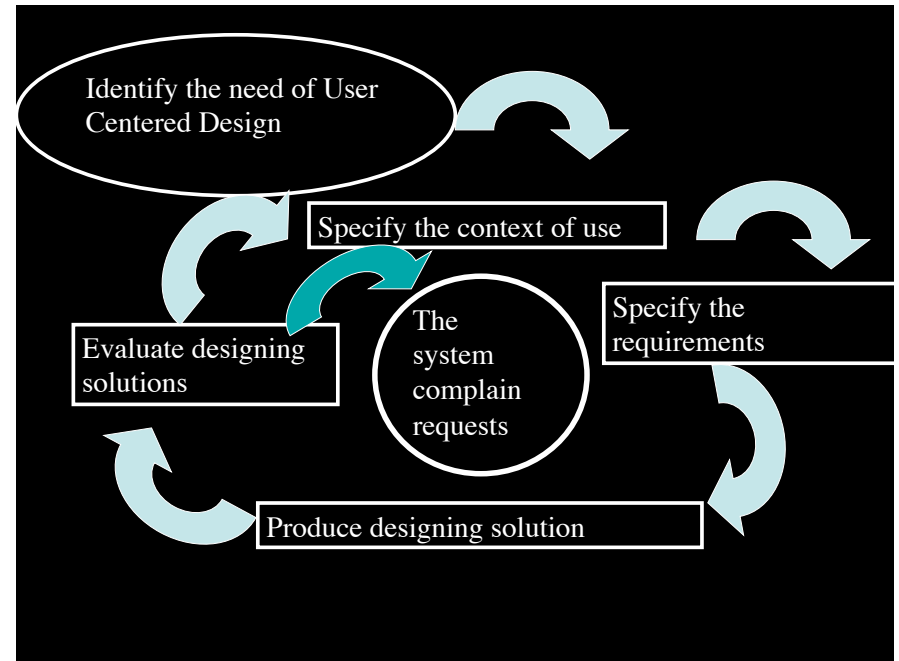 Identify the need of User
Centered Design
Specify the context of use
Specify the
requirements
The
system
complain
requests
Evaluate designing
solutions
Produce designing solution